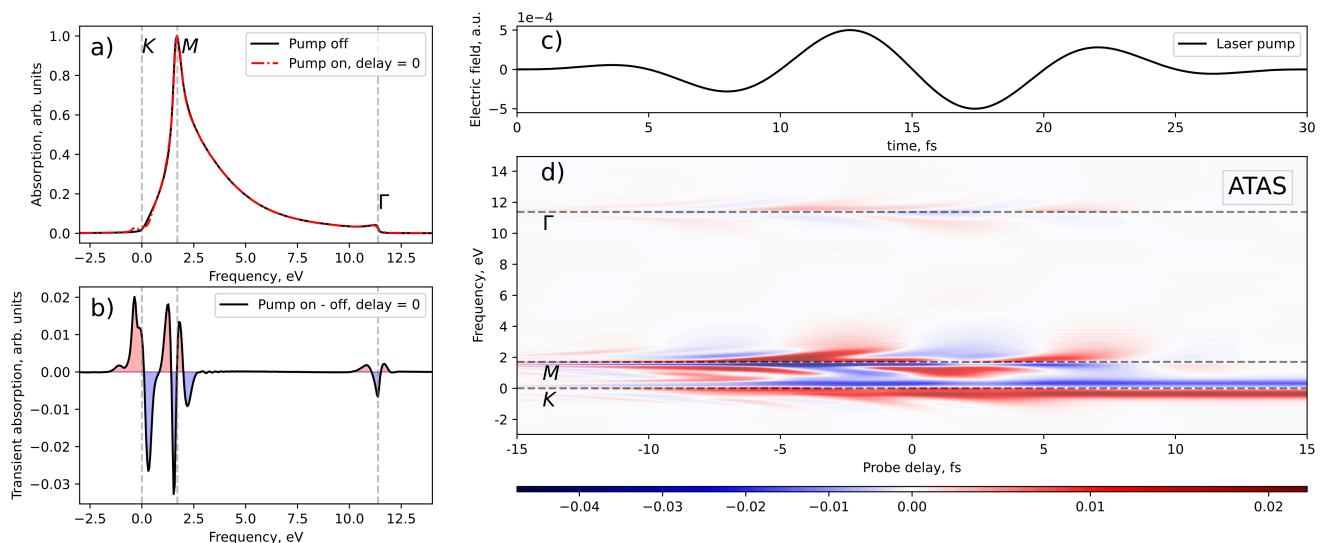 a)
K
M
Γ
Pump off
Pump on, delay = 0
Absorption, arb. units
1.0
0.8
0.6
0.4
0.2
0.0
−2.5 0.0 2.5 5.0 7.5 10.0 12.5
Frequency, eV
b)
Pump on - off, delay = 0
Transient absorption, arb. units
0.02
0.01
0.00
−0.01
−0.02
−0.03
−2.5 0.0 2.5 5.0 7.5 10.0 12.5
Frequency, eV
1e−4
c)
Laser pump
Electric field, a.u.
5
0
−5
0 5 10 15 20 25 30
time, fs
d)
ATAS
Γ
M
K
Frequency, eV
14
12
10
8
6
4
2
0
-2
-15 -10 -5 0 5 10 15
Probe delay, fs
−0.04 −0.03 −0.02 −0.01 0.00 0.01 0.02